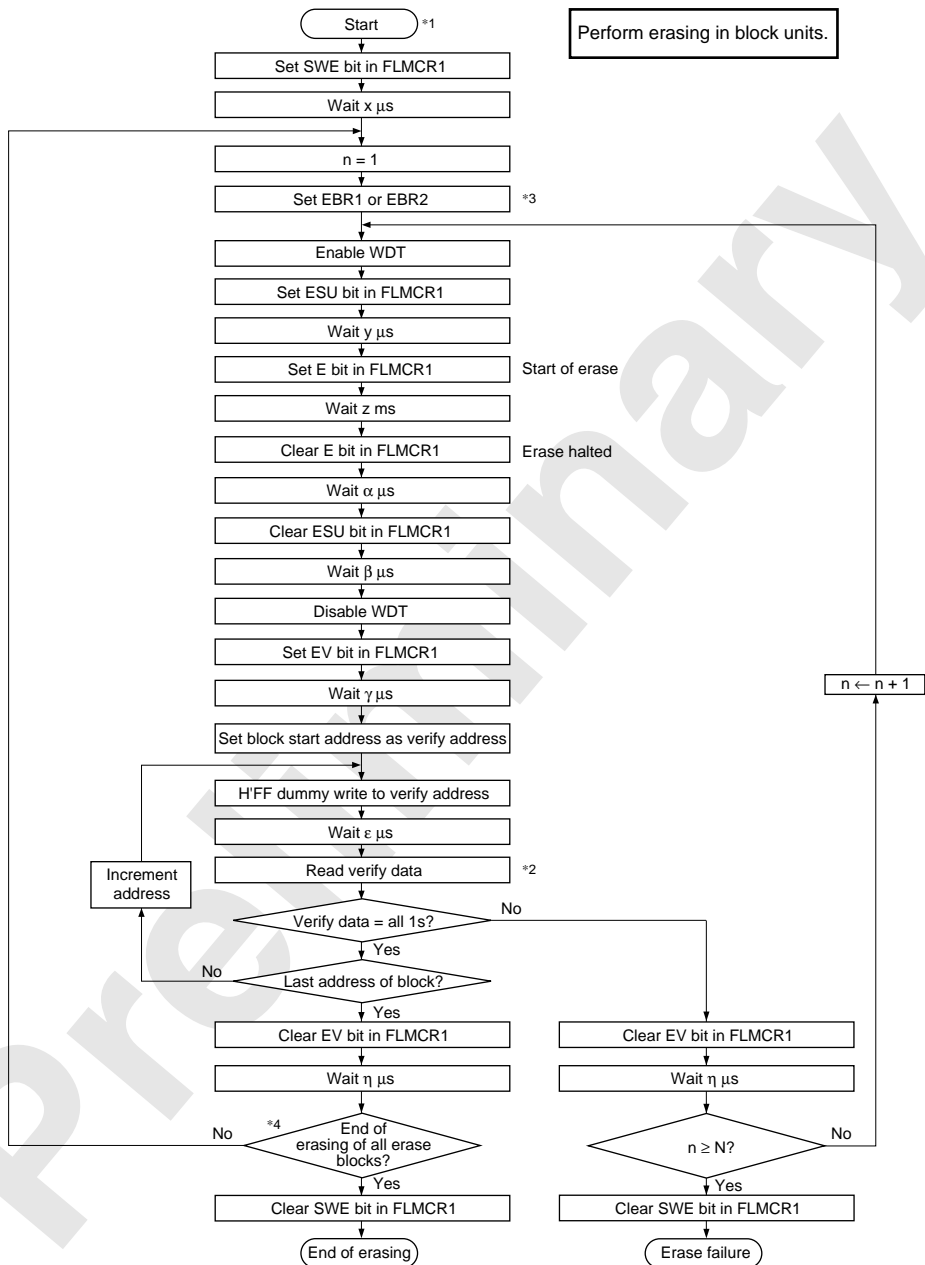 Start *1
Perform erasing in block units.
Set SWE bit in FLMCR1
Wait x μs
n = 1
Set EBR1 or EBR2 *3
Enable WDT
Set ESU bit in FLMCR1
Wait y μs
Set E bit in FLMCR1 Start of erase
Wait z ms
Clear E bit in FLMCR1 Erase halted
Wait α μs
Clear ESU bit in FLMCR1
Wait β μs
Disable WDT
Set EV bit in FLMCR1
Wait γ μs
n ← n + 1
Set block start address as verify address
H'FF dummy write to verify address
Wait ε μs
Increment
address
Read verify data *2
Verify data = all 1s?
No
Yes
No
Last address of block?
Yes
Clear EV bit in FLMCR1
Clear EV bit in FLMCR1
Wait η μs
Wait η μs
No
*4
End of
erasing of all erase
blocks?
Yes
n ≥ N?
No
Yes
Clear SWE bit in FLMCR1
Clear SWE bit in FLMCR1
End of erasing
Erase failure
Preliminary